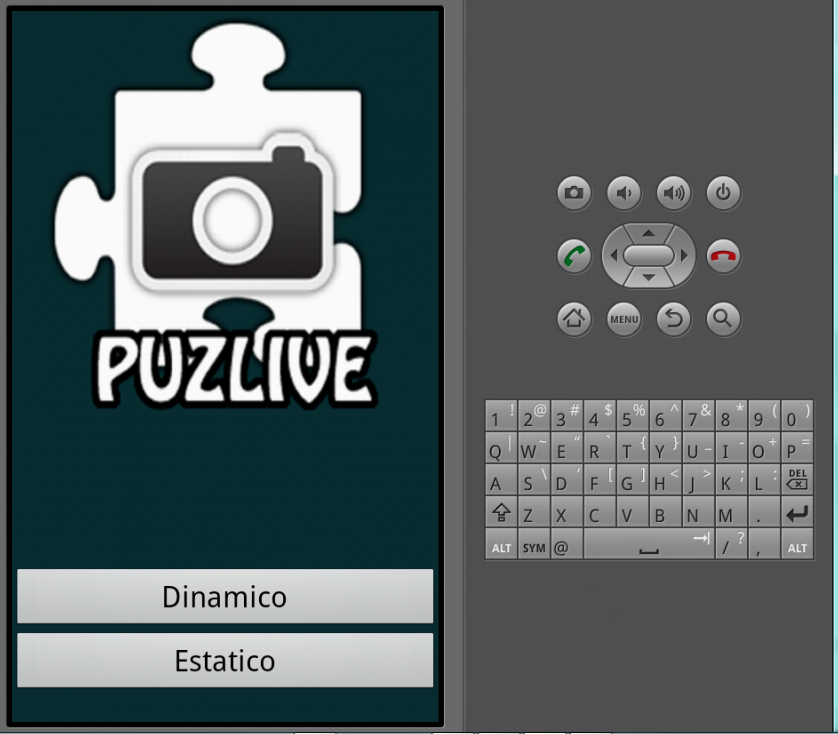 PUZLIVE
Dinamico
Estatico
MENU
1 ! 2 @ 3 # 4 $ 5 % 6 ^ 7 & 8 * 9 ( 0 )
Q | W ~ E “ R ` T { Y } U _ I - O + P =
A S \ D ‘ F [ G ] H < J > K ; L : DEL
Z X C V B N M .
ALT SYM @ / ? , ALT